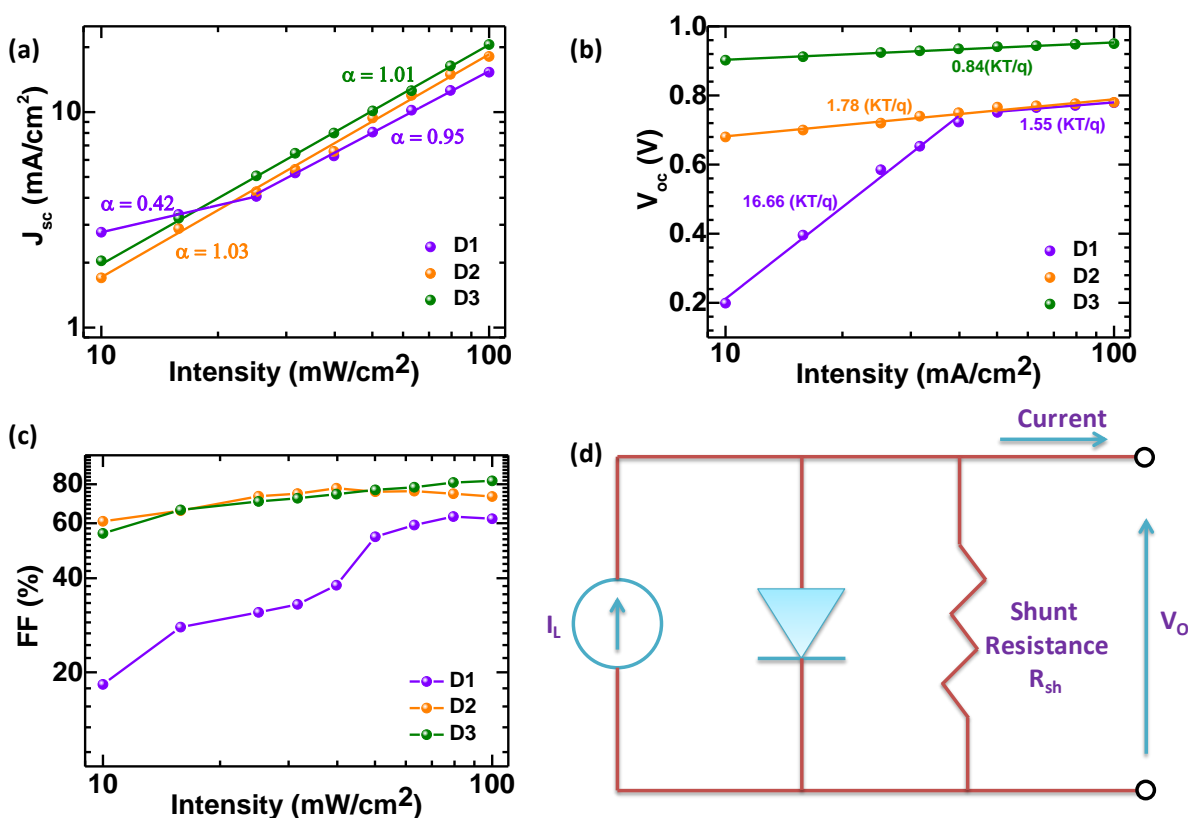 (a)
10
1
J_sc (mA/cm²)
α = 1.01
α = 0.95
α = 0.42
α = 1.03
D1
D2
D3
10
100
Intensity (mW/cm²)
(b)
1.0
0.8
0.6
0.4
0.2
V_oc (V)
0.84(KT/q)
1.78 (KT/q)
1.55 (KT/q)
16.66 (KT/q)
D1
D2
D3
10
100
Intensity (mA/cm²)
(c)
80
60
40
20
FF (%)
D1
D2
D3
10
100
Intensity (mW/cm²)
(d)
Current
I_L
Shunt
Resistance
R_sh
V_O